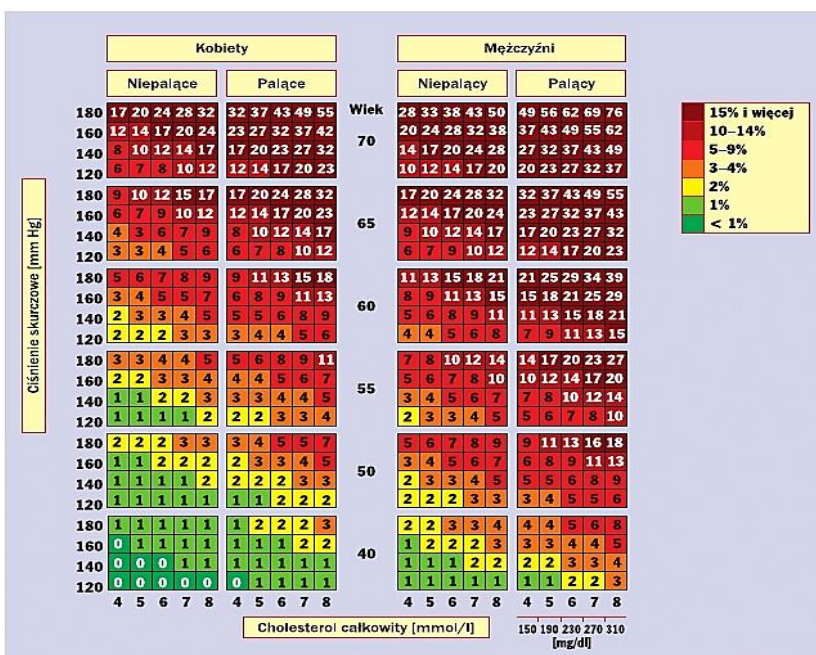 Kobiety Mężczyźni
Niepalące Palące Niepalący Palący
180 17 20 24 28 32 32 37 43 49 55 Wiek 28 33 38 43 50 49 56 62 69 76
160 12 14 17 20 24 23 27 32 37 42 20 24 28 32 38 37 43 49 55 62
70
140 8 10 12 14 17 17 20 23 27 32 14 17 20 24 28 27 32 37 43 49
120 6 7 8 10 12 12 14 17 20 23 10 12 14 17 20 20 23 27 32 37
180 9 10 12 15 17 17 20 24 28 32 17 20 24 28 32 32 37 43 49 55
160 6 7 9 10 12 12 14 17 20 23 12 14 17 20 24 23 27 32 37 43
65
140 4 3 6 7 9 8 10 12 14 17 9 10 12 14 17 17 20 23 27 32
120 3 3 4 5 6 6 7 8 10 12 6 7 9 10 12 12 14 17 20 23
180 5 6 7 8 9 9 11 13 15 18 11 13 15 18 21 21 25 29 34 39
160 3 4 5 5 7 6 8 9 11 13 8 9 11 13 15 15 18 21 25 29
60
140 2 3 3 4 5 5 5 6 8 9 5 6 8 9 11 11 13 15 18 21
120 2 2 2 3 3 3 4 4 5 6 4 4 5 6 8 7 9 11 13 15
180 3 3 4 4 5 5 6 8 9 11 7 8 10 12 14 14 17 20 23 27
160 2 2 3 3 4 4 4 5 6 7 5 6 7 8 10 10 12 14 17 20
55
140 1 1 2 2 2 3 3 4 4 5 3 4 5 6 7 7 8 10 12 14
120 1 1 1 1 2 2 2 3 3 4 2 3 3 4 5 5 6 7 8 10
180 2 2 2 3 3 3 4 5 5 7 5 6 7 8 9 9 11 13 16 18
160 1 1 2 2 2 2 3 3 4 5 3 4 5 6 7 6 8 9 11 13
50
140 1 1 1 1 2 2 2 2 3 3 2 3 3 4 5 5 5 6 8 9
120 1 1 1 1 1 1 1 2 2 2 2 2 2 3 3 3 4 5 5 6
180 1 1 1 1 1 1 2 2 2 3 2 2 3 3 4 4 4 5 6 8
160 0 1 1 1 1 1 1 1 2 2 1 2 2 2 3 3 3 4 4 5
40
140 0 0 0 1 1 1 1 1 1 1 1 1 1 2 2 2 2 3 3 4
120 0 0 0 0 0 0 1 1 1 1 1 1 1 1 1 1 1 2 2 3
4 5 6 7 8 4 5 6 7 8 4 5 6 7 8 4 5 6 7 8
Cholesterol całkowity [mmol/l] 150 190 230 270 310
[mg/dl]
Ciśnienie skurczowe [mm Hg]
15% i więcej
10–14%
5–9%
3–4%
2%
1%
< 1%